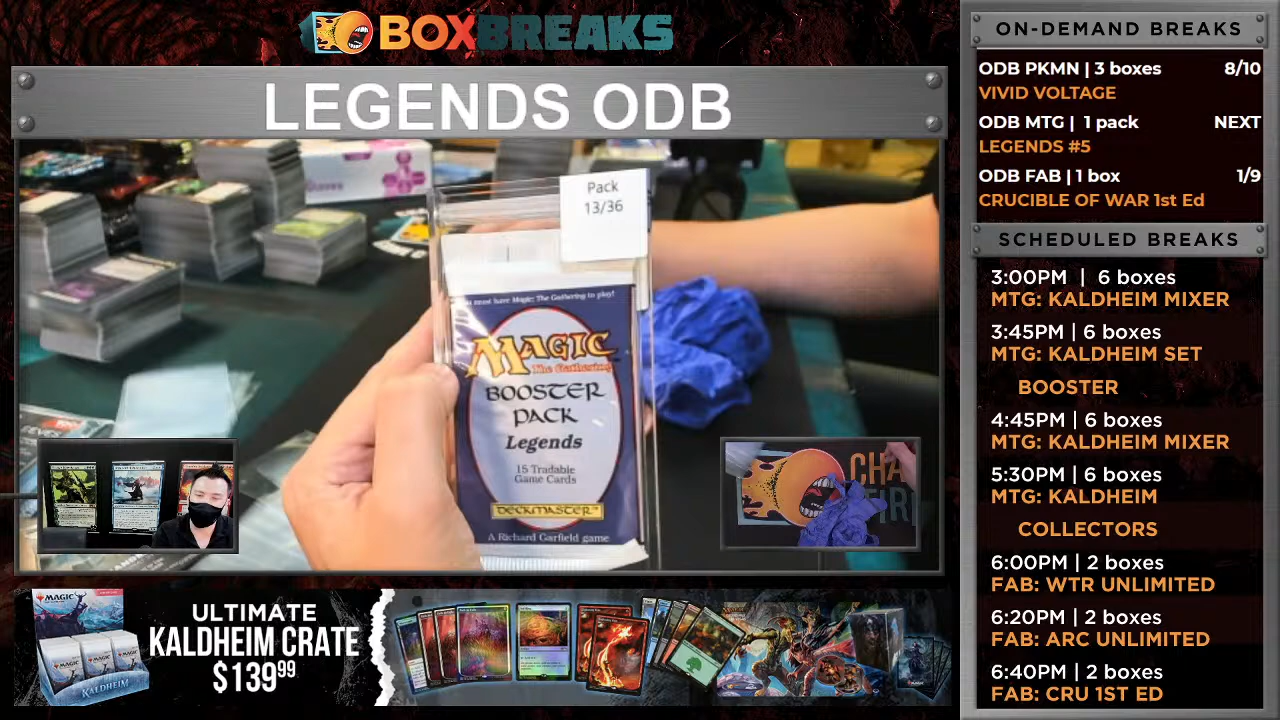 BOXBREAKS
LEGENDS ODB
Pack
13/36
must have Magic: The Gathering to play!
MAGIC
The Gathering
BOOSTER
PACK
Legends
15 Tradable
Game Cards
DECKMASTER™
A Richard Garfield game
CHA
FIR
MAGIC
KALDHEIM
ULTIMATE
KALDHEIM CRATE
$139⁹⁹
ON-DEMAND BREAKS
ODB PKMN | 3 boxes 8/10
VIVID VOLTAGE
ODB MTG | 1 pack NEXT
LEGENDS #5
ODB FAB | 1 box 1/9
CRUCIBLE OF WAR 1st Ed
SCHEDULED BREAKS
3:00PM | 6 boxes
MTG: KALDHEIM MIXER
3:45PM | 6 boxes
MTG: KALDHEIM SET
BOOSTER
4:45PM | 6 boxes
MTG: KALDHEIM MIXER
5:30PM | 6 boxes
MTG: KALDHEIM
COLLECTORS
6:00PM | 2 boxes
FAB: WTR UNLIMITED
6:20PM | 2 boxes
FAB: ARC UNLIMITED
6:40PM | 2 boxes
FAB: CRU 1ST ED